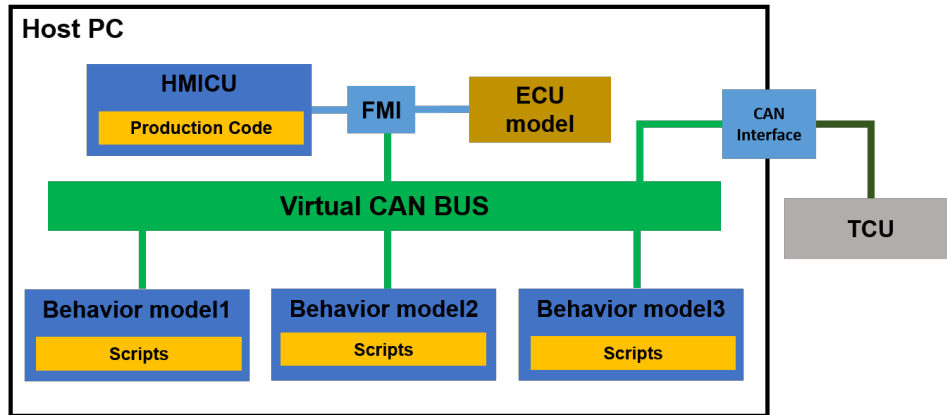 Host PC
HMICU
Production Code
FMI
ECU
model
CAN
Interface
Virtual CAN BUS
TCU
Behavior model1
Scripts
Behavior model2
Scripts
Behavior model3
Scripts